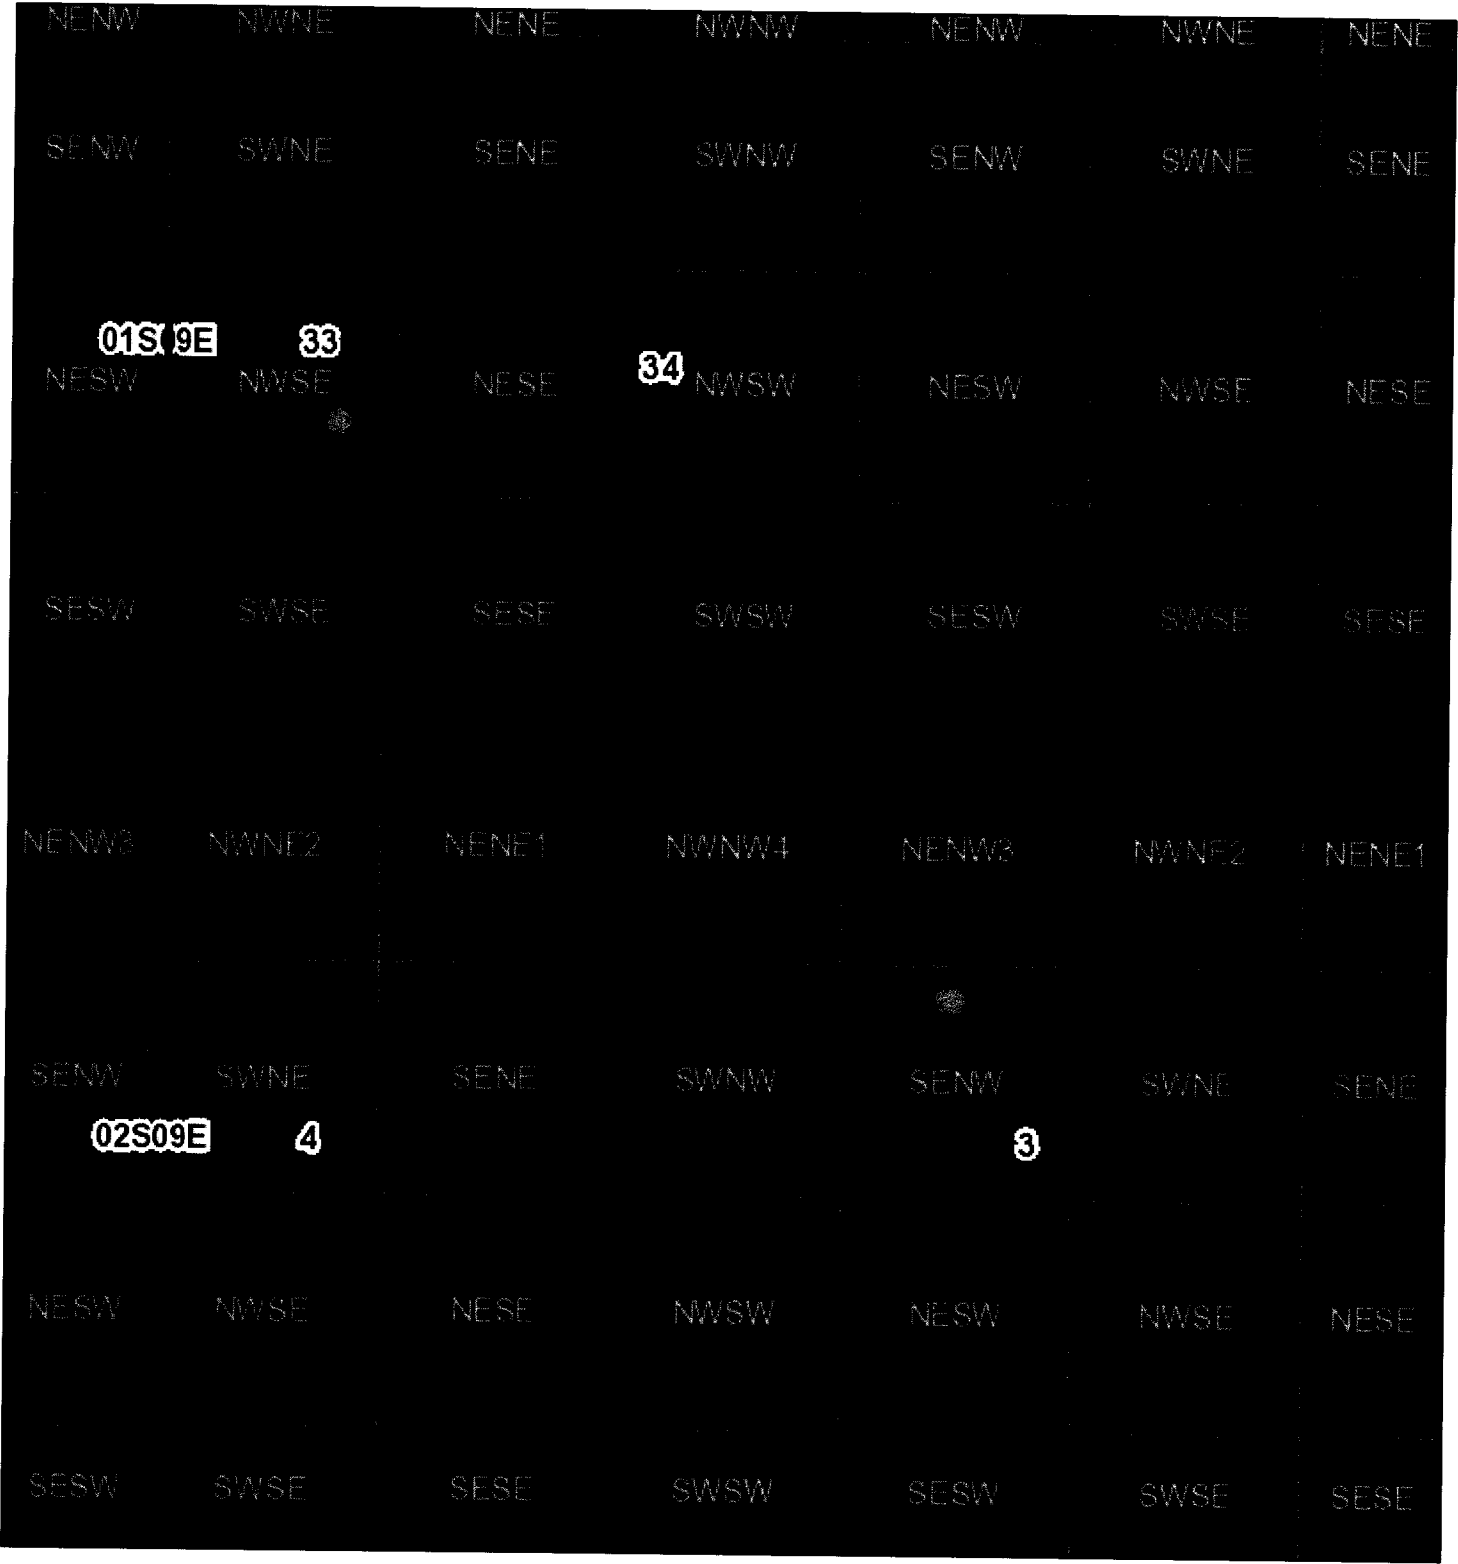 NENW NWNE NENE NWNW NENW NWNE NENE
SENW SWNE SENE SWNW SENW SWNE SENE
01S 9E 33
34
NESW NWSE NESE NWSW NESW NWSE NESE
SESW SWSE SESE SWSW SESW SWSE SESE
NENW3 NWNE2 NENE1 NWNW4 NENW3 NWNE2 NENE1
SENW SWNE SENE SWNW SENW SWNE SENE
02S09E 4 3
NESW NWSE NESE NWSW NESW NWSE NESE
SESW SWSE SESE SWSW SESW SWSE SESE